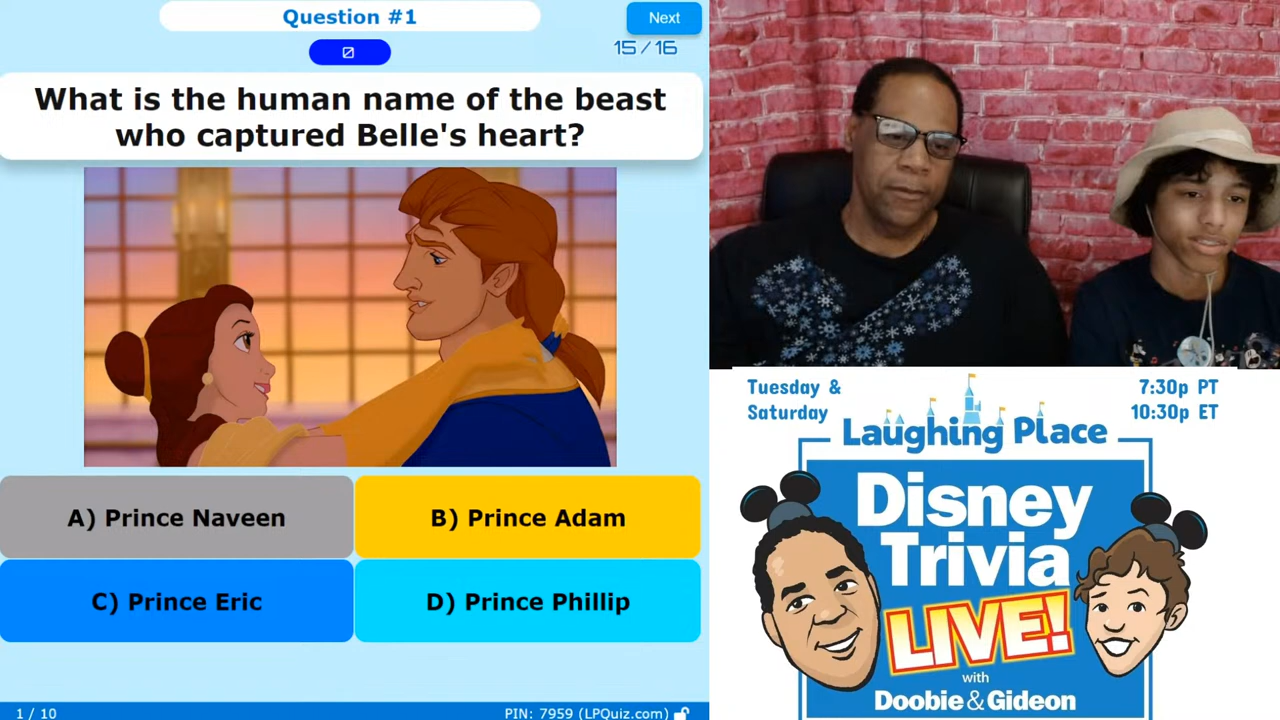 Question #1
Next
15/16
What is the human name of the beast
who captured Belle's heart?
A) Prince Naveen
B) Prince Adam
C) Prince Eric
D) Prince Phillip
1 / 10
PIN: 7959 (LPQuiz.com)
Tuesday &
Saturday
7:30p PT
10:30p ET
Laughing Place
Disney
Trivia
LIVE!
with
Doobie & Gideon